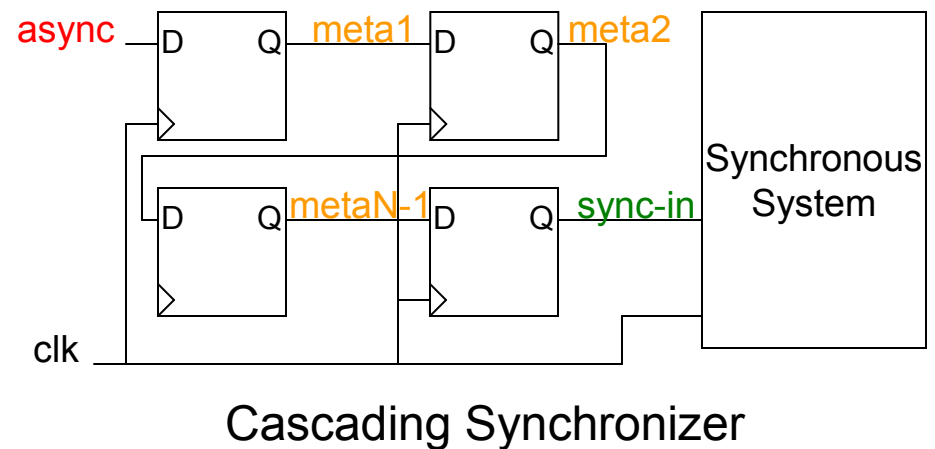 async D Q meta1 D Q meta2
D Q metaN-1 D Q sync-in
Synchronous
System
clk
Cascading Synchronizer